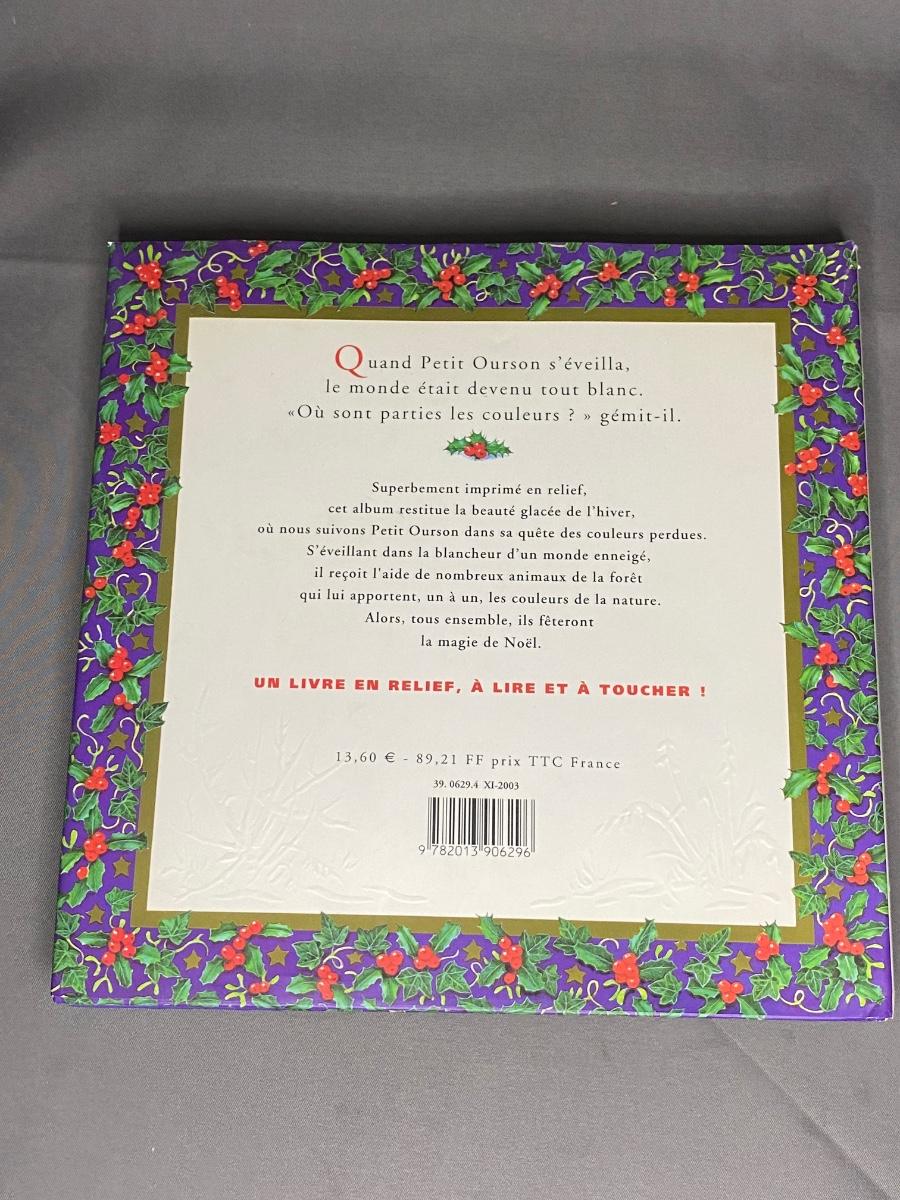 Quand Petit Ourson s'éveilla,
le monde était devenu tout blanc.
«Où sont parties les couleurs ? » gémit-il.
Superbement imprimé en relief,
cet album restitue la beauté glacée de l'hiver,
où nous suivons Petit Ourson dans sa quête des couleurs perdues.
S'éveillant dans la blancheur d'un monde enneigé,
il reçoit l'aide de nombreux animaux de la forêt
qui lui apportent, un à un, les couleurs de la nature.
Alors, tous ensemble, ils fêteront
la magie de Noël.
UN LIVRE EN RELIEF, À LIRE ET À TOUCHER !
13,60 € - 89,21 FF prix TTC France
39. 0629.4 XI-2003
9 782013 906296